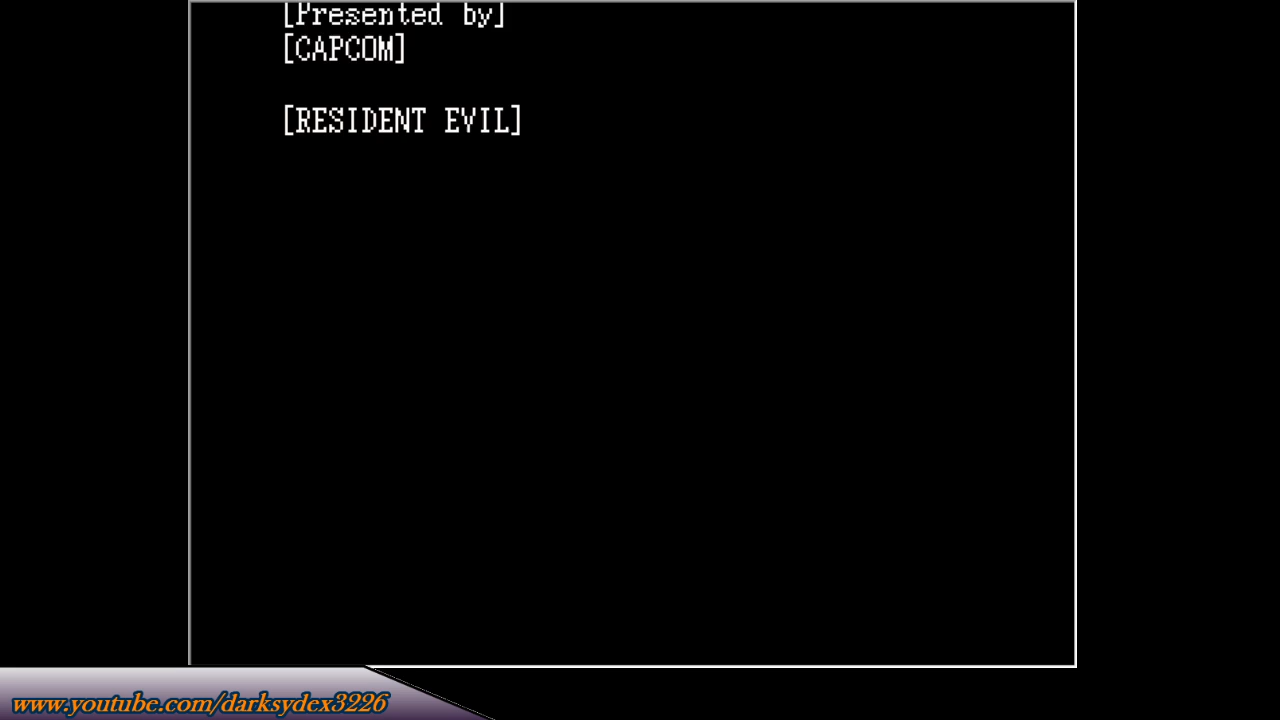 [Presented by]
[CAPCOM]
[RESIDENT EVIL]
www.youtube.com/darksydex3226